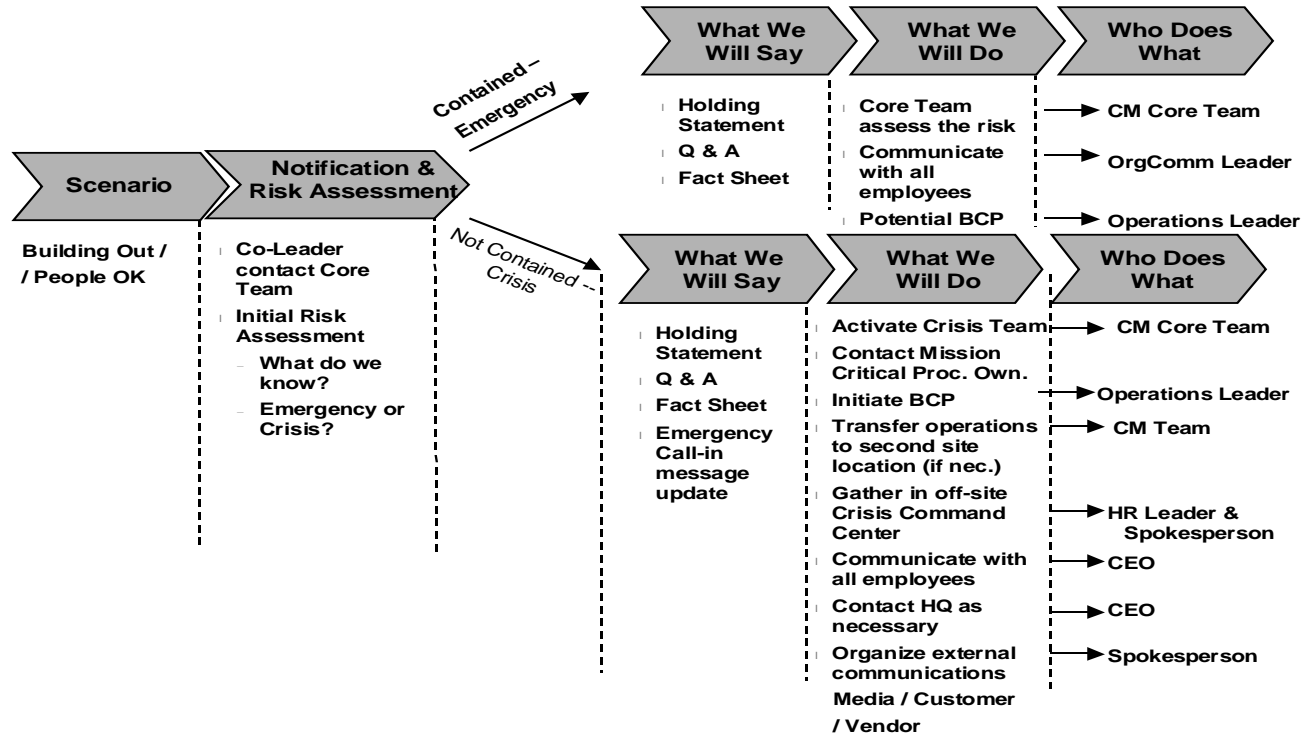 Scenario
Building Out /
/ People OK
Notification &
Risk Assessment
Co-Leader
contact Core
Team
Initial Risk
Assessment
– What do we
know?
– Emergency or
Crisis?
Contained –
Emergency
What We
Will Say
Holding
Statement
Q & A
Fact Sheet
What We
Will Do
Core Team
assess the risk
Communicate
with all
employees
Potential BCP
Who Does
What
CM Core Team
OrgComm Leader
Operations Leader
Not Contained --
Crisis
What We
Will Say
Holding
Statement
Q & A
Fact Sheet
Emergency
Call-in
message
update
What We
Will Do
Activate Crisis Team
Contact Mission
Critical Proc. Own.
Initiate BCP
Transfer operations
to second site
location (if nec.)
Gather in off-site
Crisis Command
Center
Communicate with
all employees
Contact HQ as
necessary
Organize external
communications
Media / Customer
/ Vendor
Who Does
What
CM Core Team
Operations Leader
CM Team
HR Leader &
Spokesperson
CEO
CEO
Spokesperson